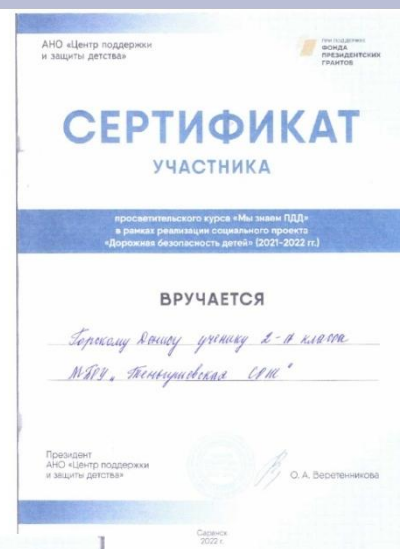 АНО «Центр поддержки
и защиты детства»
ПРИ ПОДДЕРЖКЕ
ФОНДА
ПРЕЗИДЕНТСКИХ
ГРАНТОВ
СЕРТИФИКАТ
УЧАСТНИКА
просветительского курса «Мы знаем ПДД»
в рамках реализации социального проекта
«Дорожная безопасность детей» (2021-2022 гг.)
ВРУЧАЕТСЯ
Горскому Денису ученику 2-А класса
"Теньгушевская СОШ"
Президент
АНО «Центр поддержки
и защиты детства»
О. А. Веретенникова
Саранск
2022 г.